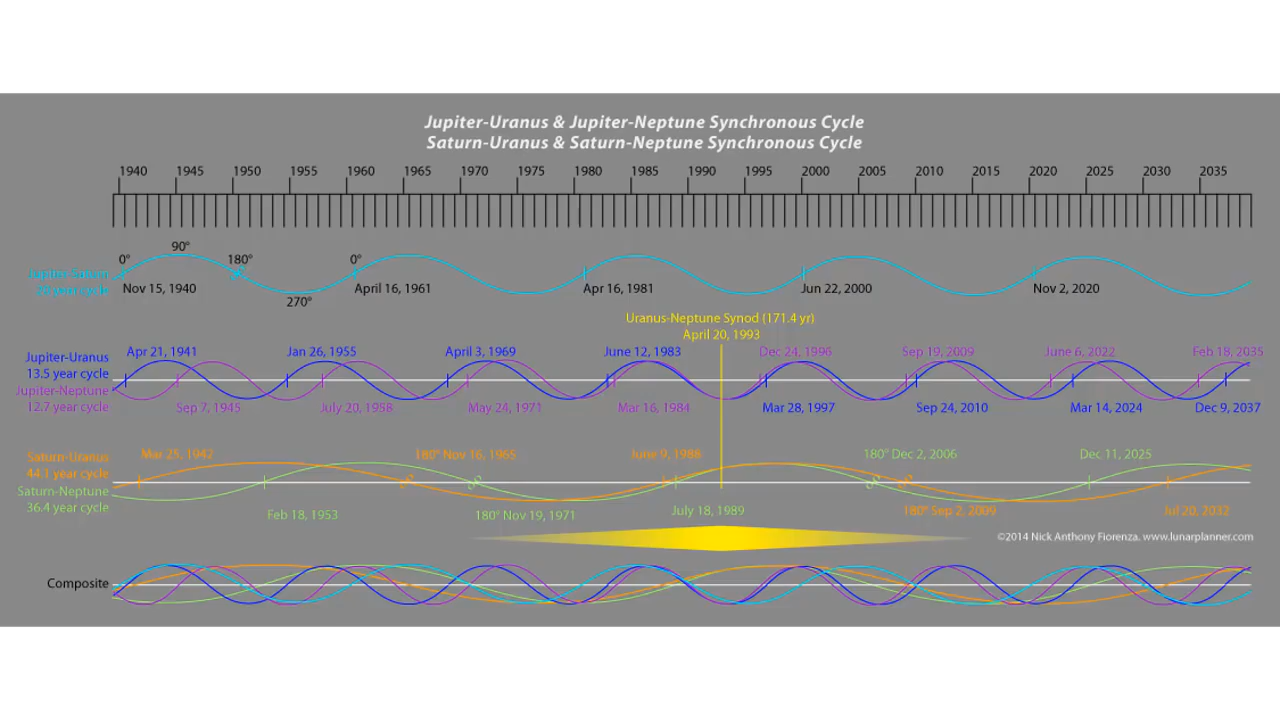 Jupiter-Uranus & Jupiter-Neptune Synchronous Cycle
Saturn-Uranus & Saturn-Neptune Synchronous Cycle
1940 1945 1950 1955 1960 1965 1970 1975 1980 1985 1990 1995 2000 2005 2010 2015 2020 2025 2030 2035
90°
0° 180° 0°
Jupiter-Saturn
20 year cycle
Nov 15, 1940 April 16, 1961 Apr 16, 1981 Jun 22, 2000 Nov 2, 2020
270°
Uranus-Neptune Synod (171.4 yr)
April 20, 1993
Apr 21, 1941 Jan 26, 1955 April 3, 1969 June 12, 1983 Dec 24, 1996 Sep 19, 2009 June 6, 2022 Feb 18, 2035
Jupiter-Uranus
13.5 year cycle
Jupiter-Neptune
12.7 year cycle
Sep 7, 1945 July 20, 1958 May 24, 1971 Mar 16, 1984 Mar 28, 1997 Sep 24, 2010 Mar 14, 2024 Dec 9, 2037
Mar 25, 1942 180° Nov 16, 1965 June 9, 1988 180° Dec 2, 2006 Dec 11, 2025
Saturn-Uranus
44.1 year cycle
Saturn-Neptune
36.4 year cycle
Feb 18, 1953 180° Nov 19, 1971 July 18, 1989 180° Sep 2, 2009 Jul 20, 2032
©2014 Nick Anthony Fiorenza, www.lunarplanner.com
Composite